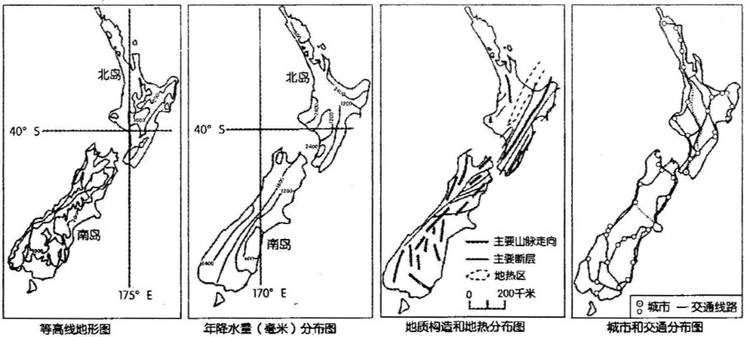 北岛
40° S
南岛
175° E
等高线地形图
北岛
40° S
2400
1200
1200
南岛
170° E
年降水量（毫米）分布图
主要山脉走向
主要断层
地热区
0 200千米
地质构造和地热分布图
城市 交通线路
城市和交通分布图